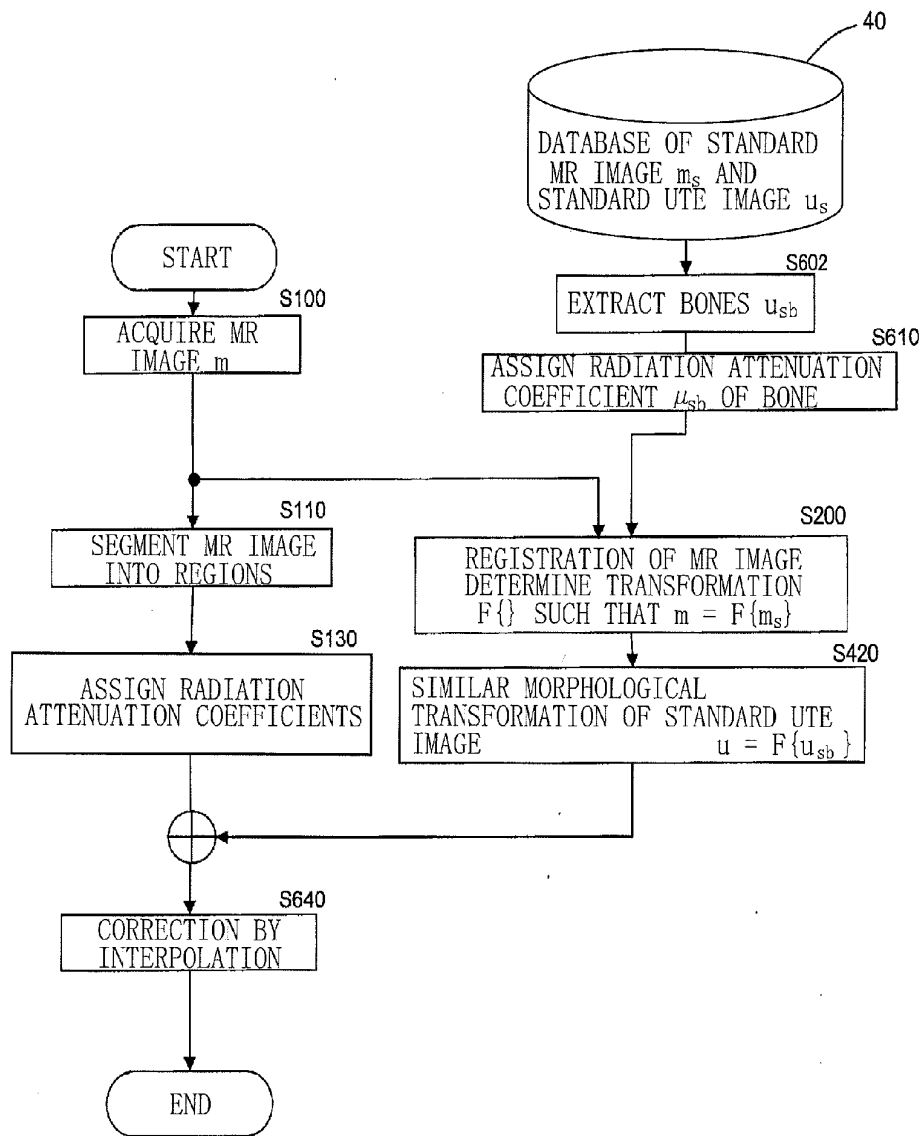 40
DATABASE OF STANDARD
MR IMAGE mₛ AND
STANDARD UTE IMAGE uₛ
START
S602
EXTRACT BONES u_sb
S100
ACQUIRE MR
IMAGE m
S610
ASSIGN RADIATION ATTENUATION
COEFFICIENT μ_sb OF BONE
S110
SEGMENT MR IMAGE
INTO REGIONS
S200
REGISTRATION OF MR IMAGE
DETERMINE TRANSFORMATION
F{} SUCH THAT m = F{mₛ}
S130
ASSIGN RADIATION
ATTENUATION COEFFICIENTS
S420
SIMILAR MORPHOLOGICAL
TRANSFORMATION OF STANDARD UTE
IMAGE u = F{u_sb}
S640
CORRECTION BY
INTERPOLATION
END